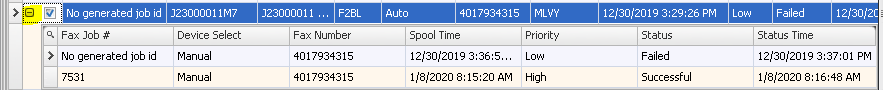 No generated job id J23000011M7 J23000011 ... F2BL Auto 4017934315 MLVY 12/30/2019 3:29:26 PM Low Failed 12/30/20
Fax Job # Device Select Fax Number Spool Time Priority Status Status Time
No generated job id Manual 4017934315 12/30/2019 3:36:5... Low Failed 12/30/2019 3:37:01 PM
7531 Manual 4017934315 1/8/2020 8:15:20 AM High Successful 1/8/2020 8:16:48 AM